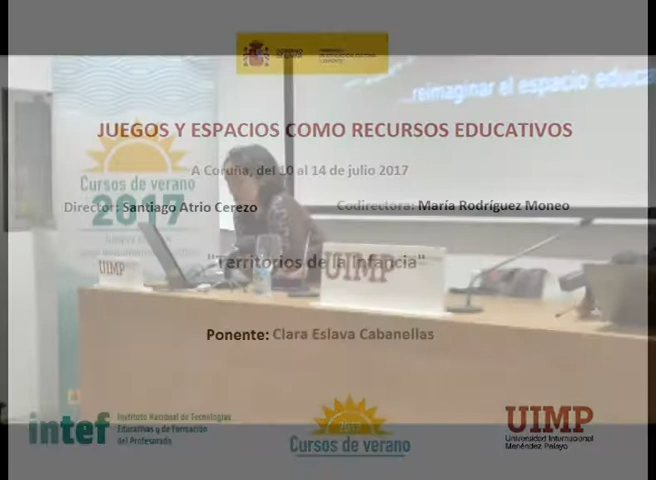 reimaginar el espacio educa
JUEGOS Y ESPACIOS COMO RECURSOS EDUCATIVOS
A Coruña, del 10 al 14 de julio 2017
Cursos de verano
2017
Director: Santiago Atrio Cerezo
Codirectora: María Rodríguez Moneo
"Territorios de la Infancia"
UIMP
UIMP
Ponente: Clara Eslava Cabanellas
intef
Instituto Nacional de Tecnologías
Educativas y de Formación
del Profesorado
2017
Cursos de verano
UIMP
Universidad Internacional
Menéndez Pelayo